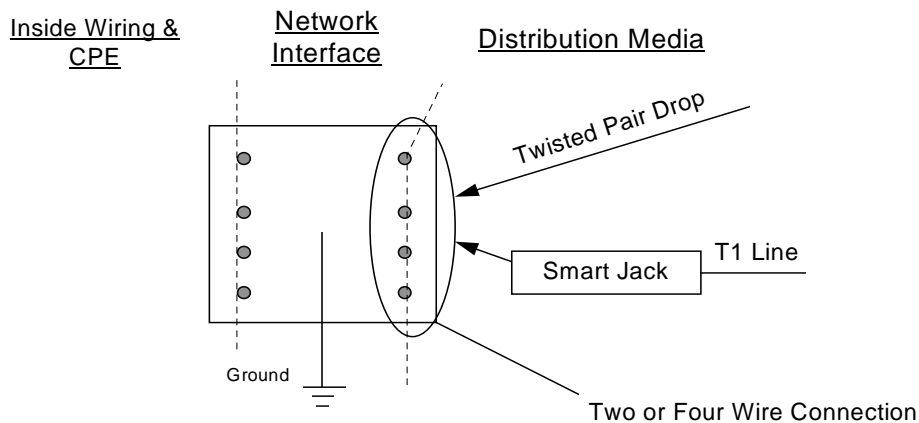 Inside Wiring &
CPE
Network
Interface
Distribution Media
Twisted Pair Drop
Smart Jack
T1 Line
Ground
Two or Four Wire Connection